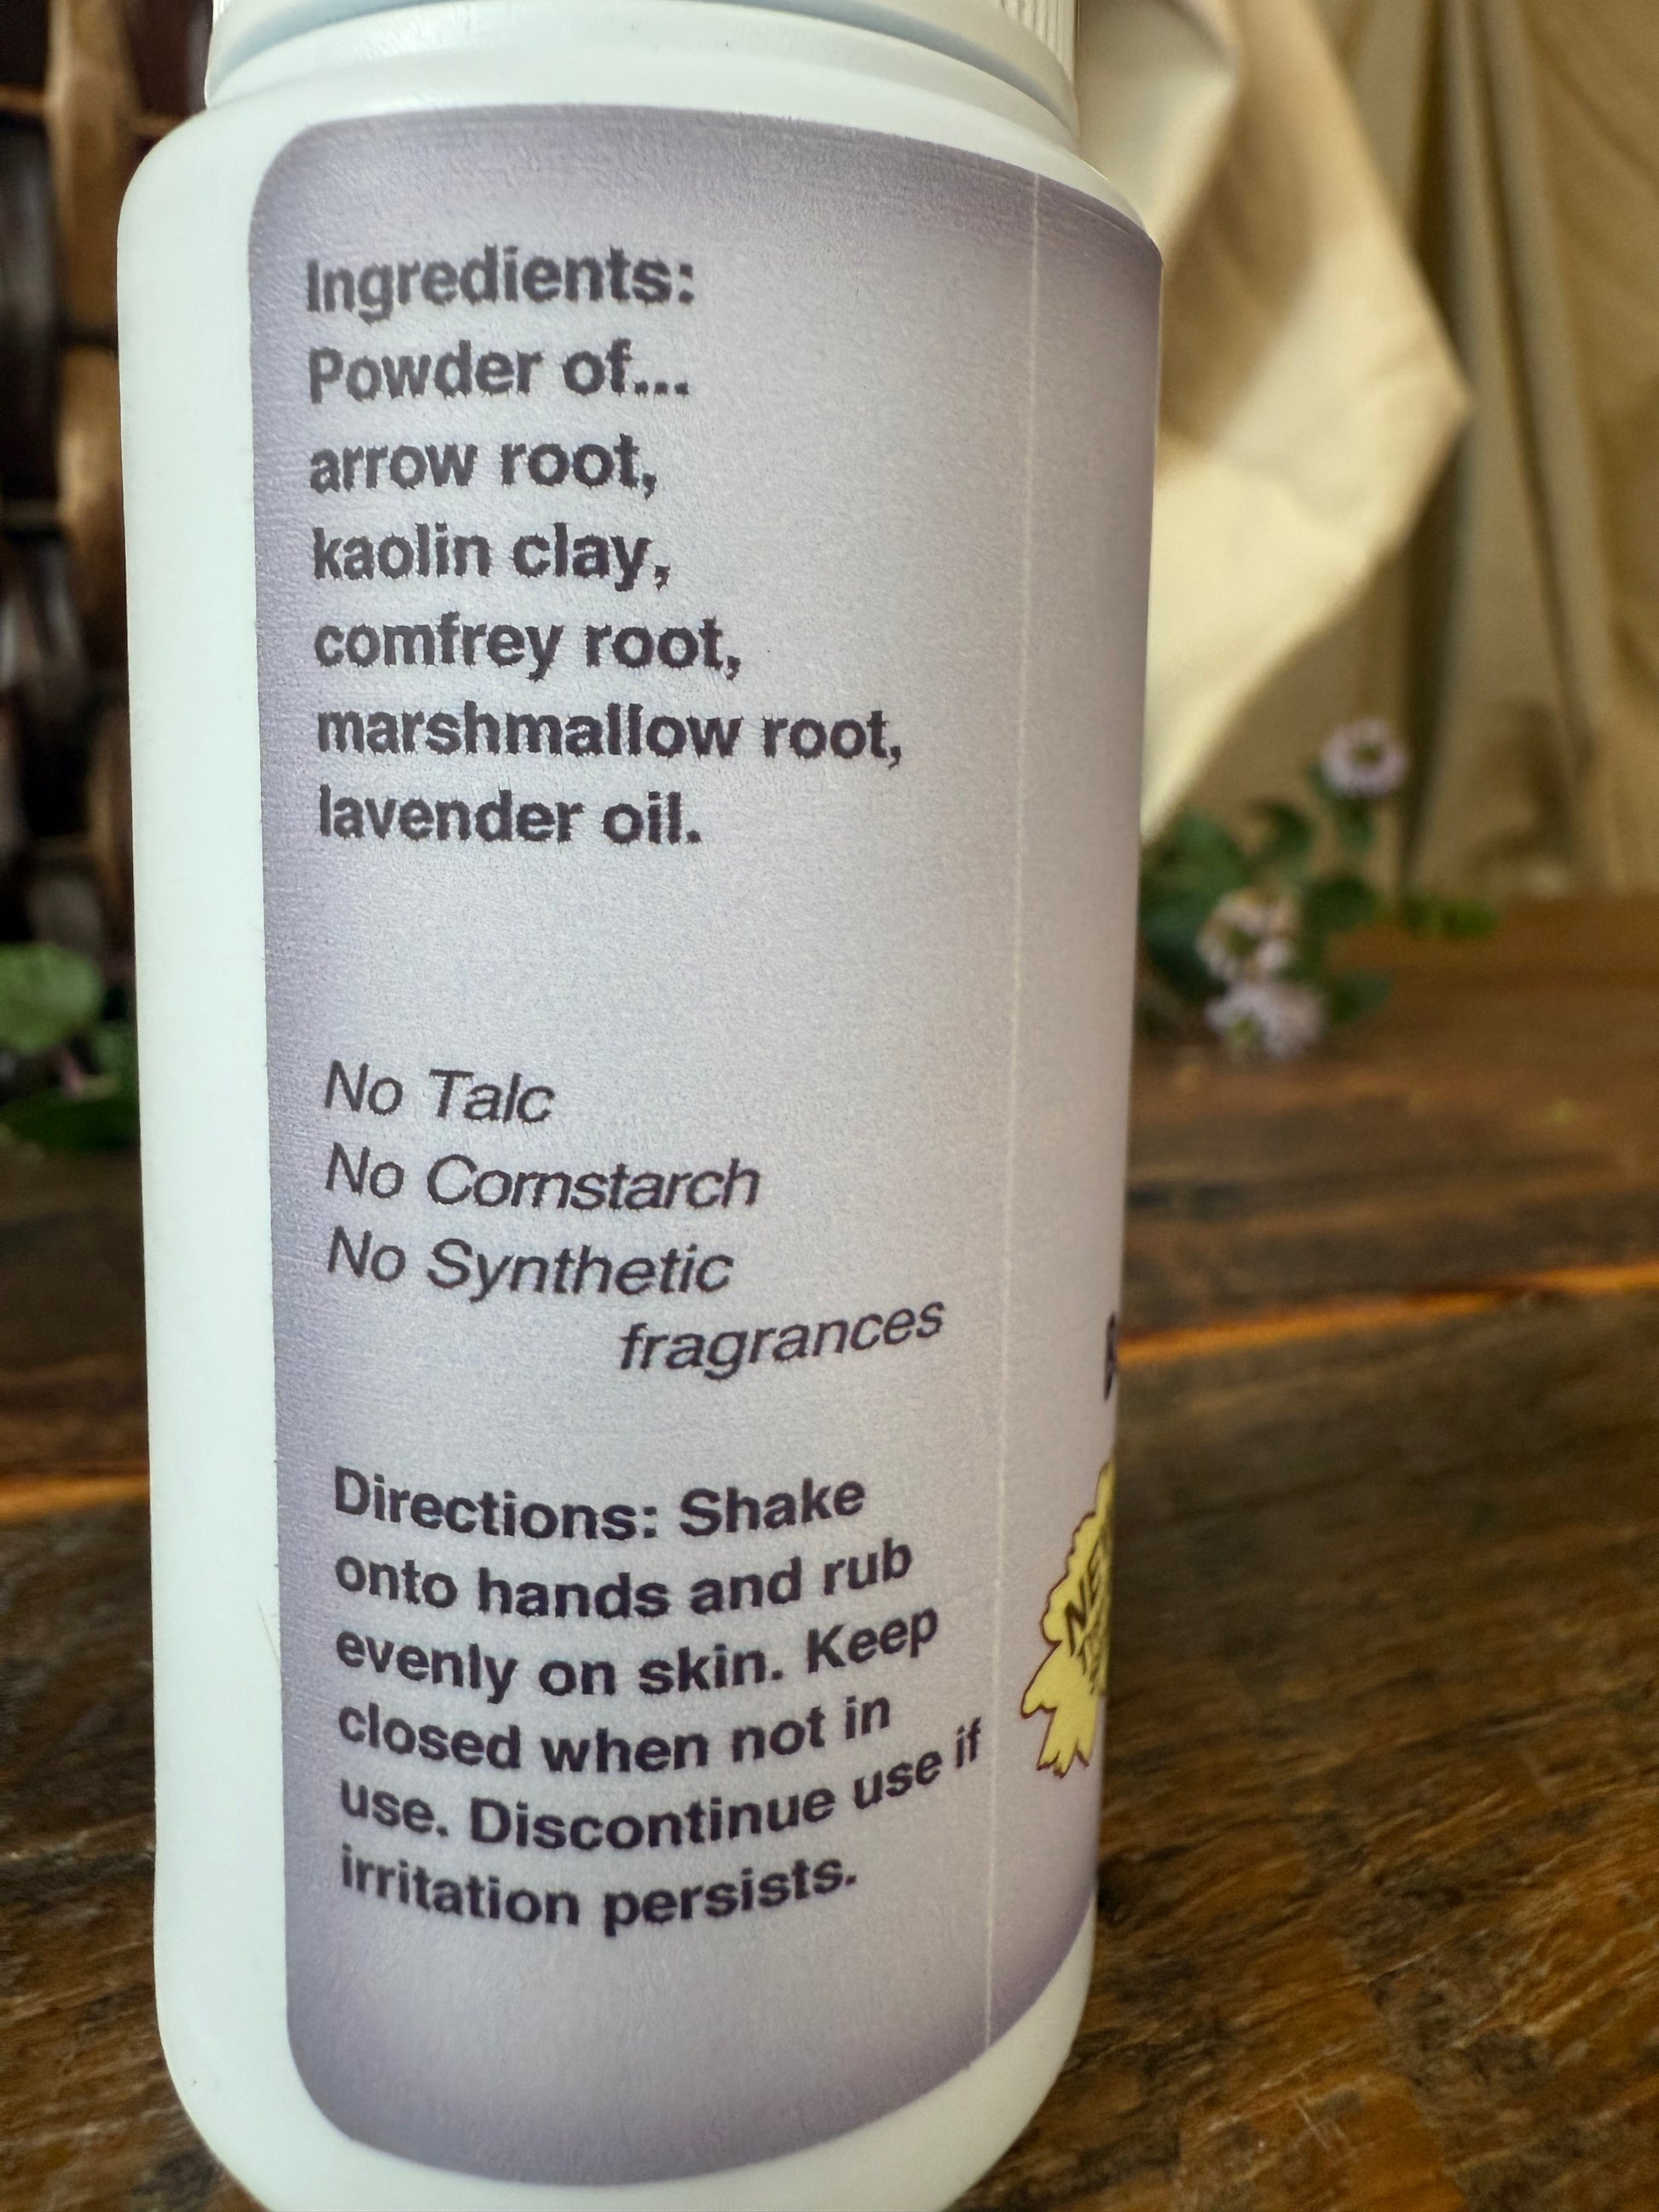 Ingredients:
Powder of...
arrow root,
kaolin clay,
comfrey root,
marshmallow root,
lavender oil.
No Talc
No Cornstarch
No Synthetic
fragrances
Directions: Shake
onto hands and rub
evenly on skin. Keep
closed when not in
use. Discontinue use if
irritation persists.